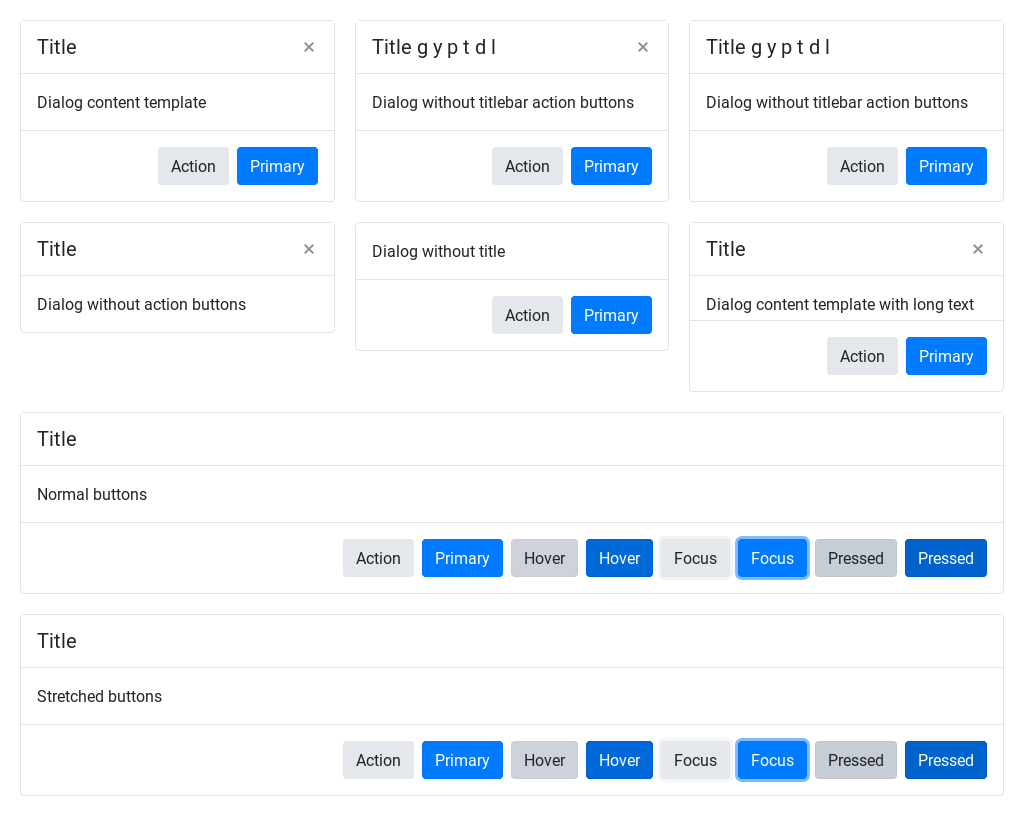 Title
Dialog content template
Action Primary
Title g y p t d l
Dialog without titlebar action buttons
Action Primary
Title g y p t d l
Dialog without titlebar action buttons
Action Primary
Title
Dialog without action buttons
Dialog without title
Action Primary
Title
Dialog content template with long text
Action Primary
Title
Normal buttons
Action Primary Hover Hover Focus Focus Pressed Pressed
Title
Stretched buttons
Action Primary Hover Hover Focus Focus Pressed Pressed